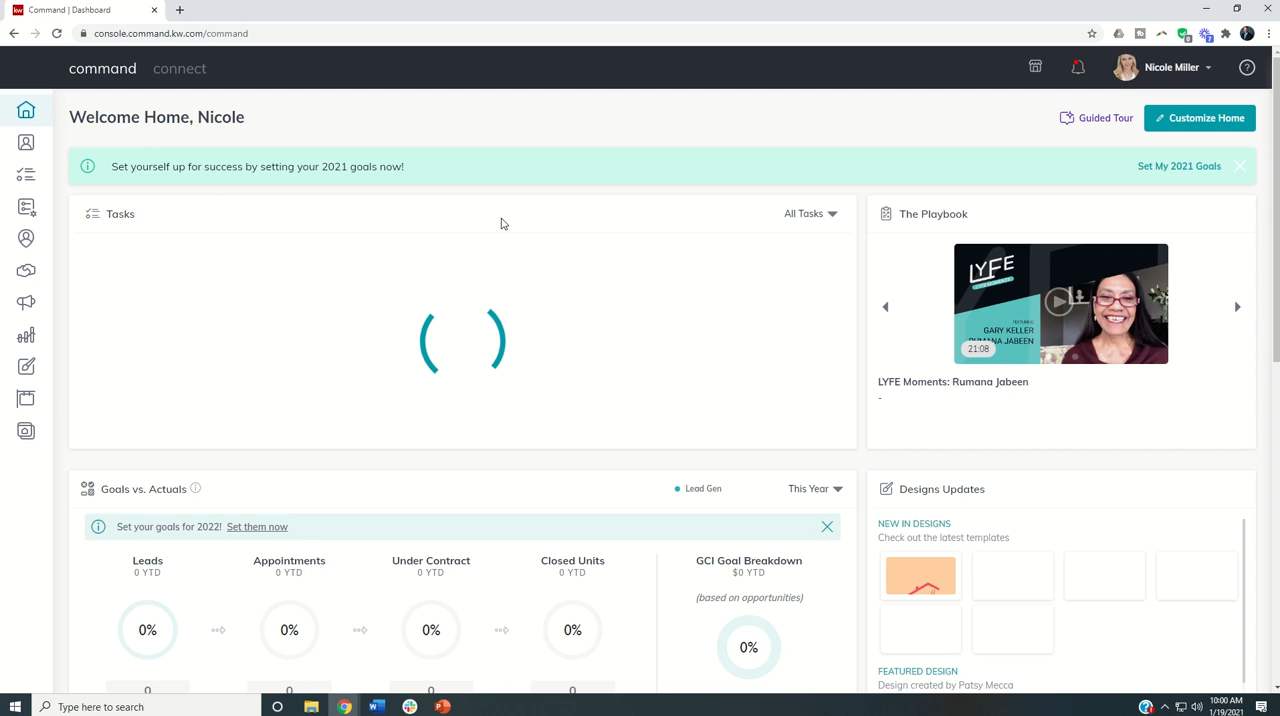 kw Command | Dashboard
console.command.kw.com/command
command connect
Nicole Miller
Welcome Home, Nicole
Guided Tour
Customize Home
Set yourself up for success by setting your 2021 goals now!
Set My 2021 Goals
Tasks
All Tasks
The Playbook
LYFE
LYFE MOMENTS
FEATURING
GARY KELLER
RUMANA JABEEN
21:08
LYFE Moments: Rumana Jabeen
-
Goals vs. Actuals
Lead Gen
This Year
Set your goals for 2022! Set them now
Leads
0 YTD
Appointments
0 YTD
Under Contract
0 YTD
Closed Units
0 YTD
GCI Goal Breakdown
$0 YTD
(based on opportunities)
0%
0%
0%
0%
0%
0
0
0
0
Designs Updates
NEW IN DESIGNS
Check out the latest templates
FEATURED DESIGN
Design created by Patsy Mecca
Type here to search
10:00 AM
1/19/2021